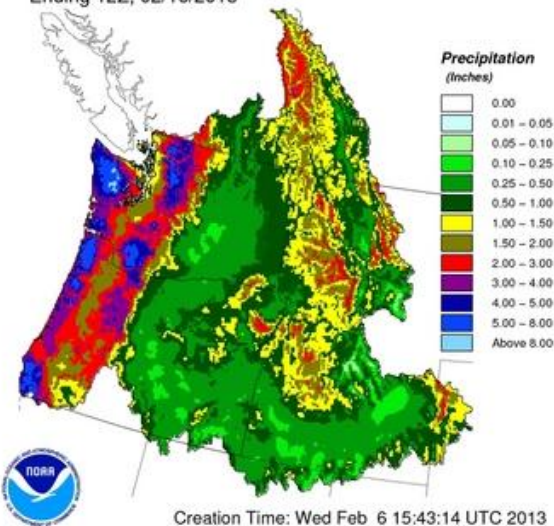 Precipitation
(Inches)
0.00
0.01 - 0.05
0.05 - 0.10
0.10 - 0.25
0.25 - 0.50
0.50 - 1.00
1.00 - 1.50
1.50 - 2.00
2.00 - 3.00
3.00 - 4.00
4.00 - 5.00
5.00 - 8.00
Above 8.00
NOAA
Creation Time: Wed Feb 6 15:43:14 UTC 2013